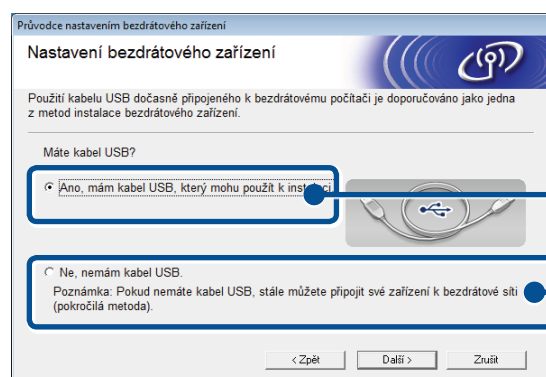 Průvodce nastavením bezdrátového zařízení
Nastavení bezdrátového zařízení
Použití kabelu USB dočasně připojeného k bezdrátovému počítači je doporučováno jako jedna
z metod instalace bezdrátového zařízení.
Máte kabel USB?
Ano, mám kabel USB, který mohu použít k instalaci.
Ne, nemám kabel USB.
Poznámka: Pokud nemáte kabel USB, stále můžete připojit své zařízení k bezdrátové síti
(pokročilá metoda).
< Zpět
Další >
Zrušit